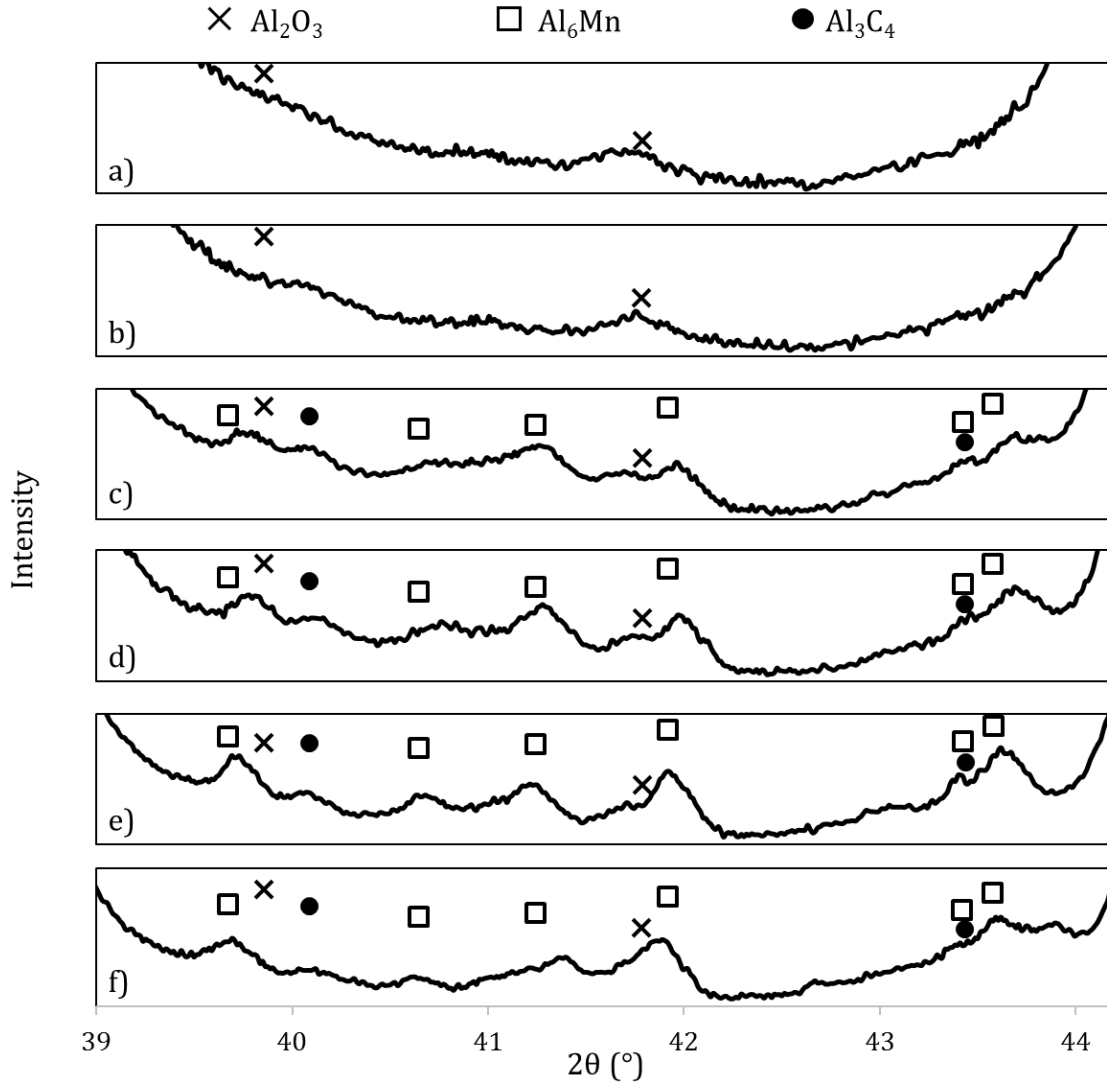 Al₂O₃ Al₆Mn Al₃C₄
a)
b)
c)
d)
e)
f)
Intensity
39 40 41 42 43 44
2θ (°)